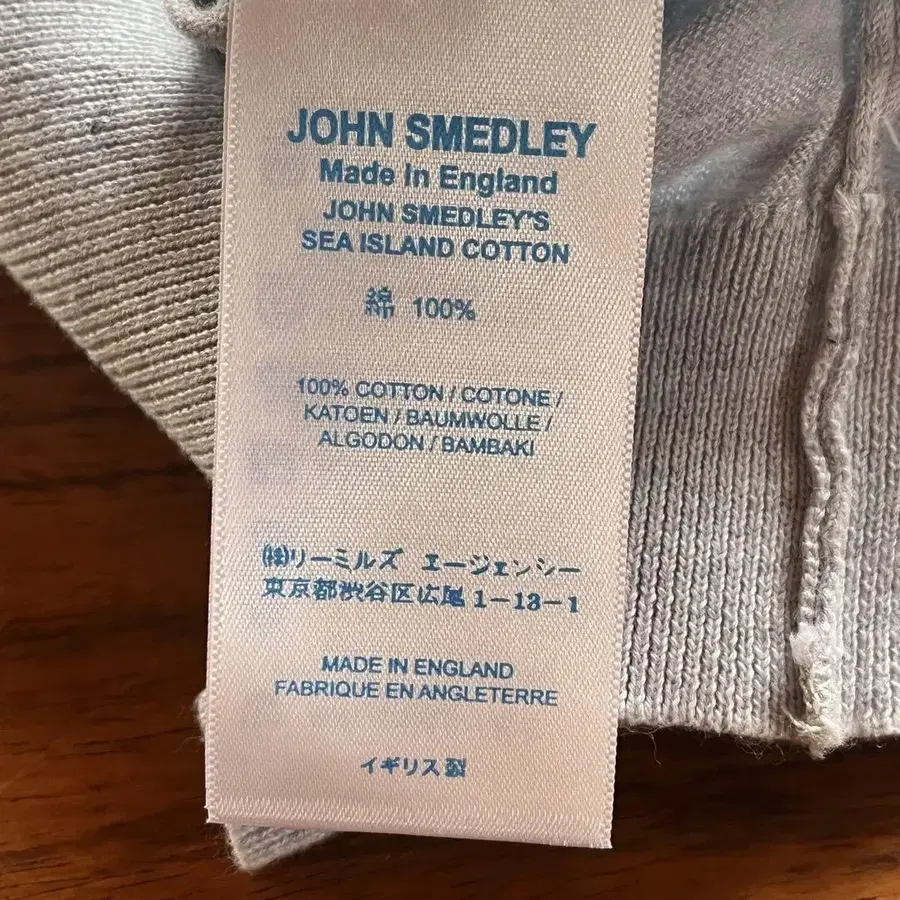 JOHN SMEDLEY
Made In England
JOHN SMEDLEY'S
SEA ISLAND COTTON
綿 100%
100% COTTON / COTONE /
KATOEN / BAUMWOLLE /
ALGODON / BAMBAKI
㈱リーミルズ エージェンシー
東京都渋谷区広尾1-13-1
MADE IN ENGLAND
FABRIQUE EN ANGLETERRE
イギリス製